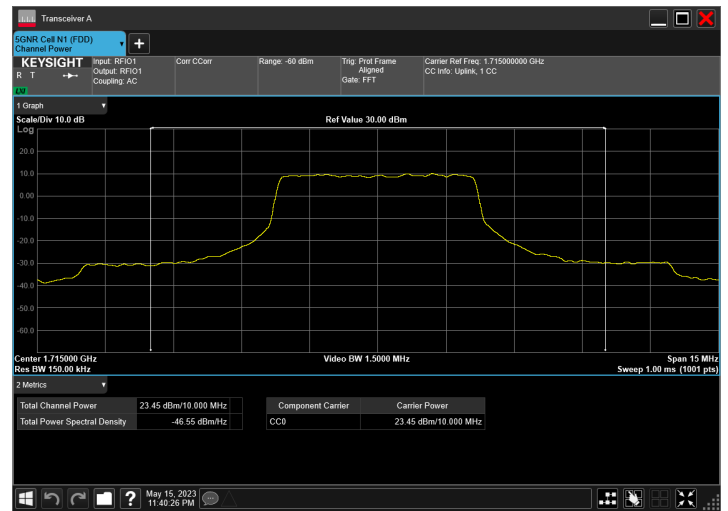 Transceiver A
5GNR Cell N1 (FDD)
Channel Power
KEYSIGHT
R T
LXI
Input: RFIO1
Output: RFIO1
Coupling: AC
Corr CCorr
Range: -60 dBm
Trig: Prot Frame
Aligned
Gate: FFT
Carrier Ref Freq: 1.715000000 GHz
CC Info: Uplink, 1 CC
1 Graph
Scale/Div 10.0 dB
Ref Value 30.00 dBm
Log
20.0
10.0
0.00
-10.0
-20.0
-30.0
-40.0
-50.0
-60.0
Center 1.715000 GHz
Video BW 1.5000 MHz
Span 15 MHz
Res BW 150.00 kHz
Sweep 1.00 ms (1001 pts)
2 Metrics
Total Channel Power 23.45 dBm/10.000 MHz
Total Power Spectral Density -46.55 dBm/Hz
Component Carrier Carrier Power
CC0 23.45 dBm/10.000 MHz
?
May 15, 2023
11:40:26 PM